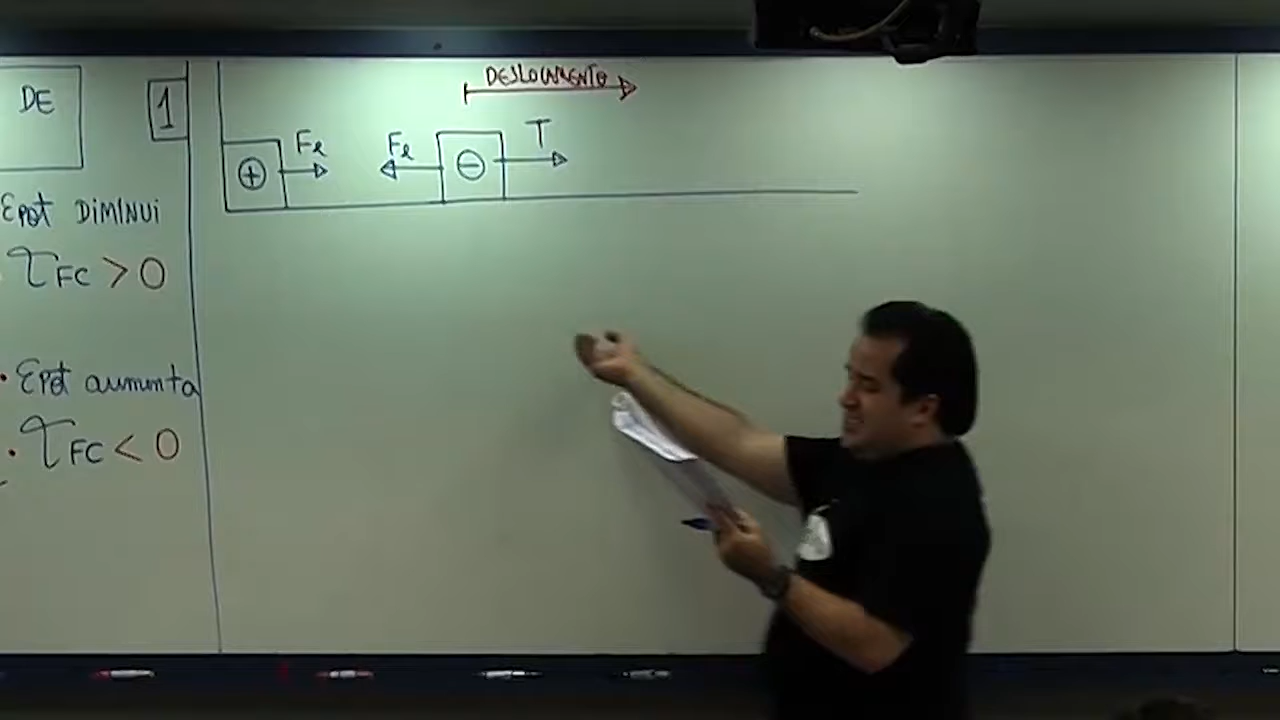 DE
Epot DIMINUI
τFC > 0
• Epot aumenta
• τFC < 0
1
DESLOCAMENTO
⊕ Fe Fe ⊖ T